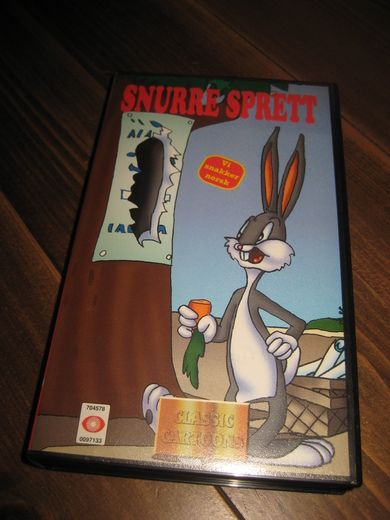 SNURRE SPRETT
Vi
snakker
norsk
CLASSIC
CARTOONS
704578
0097133